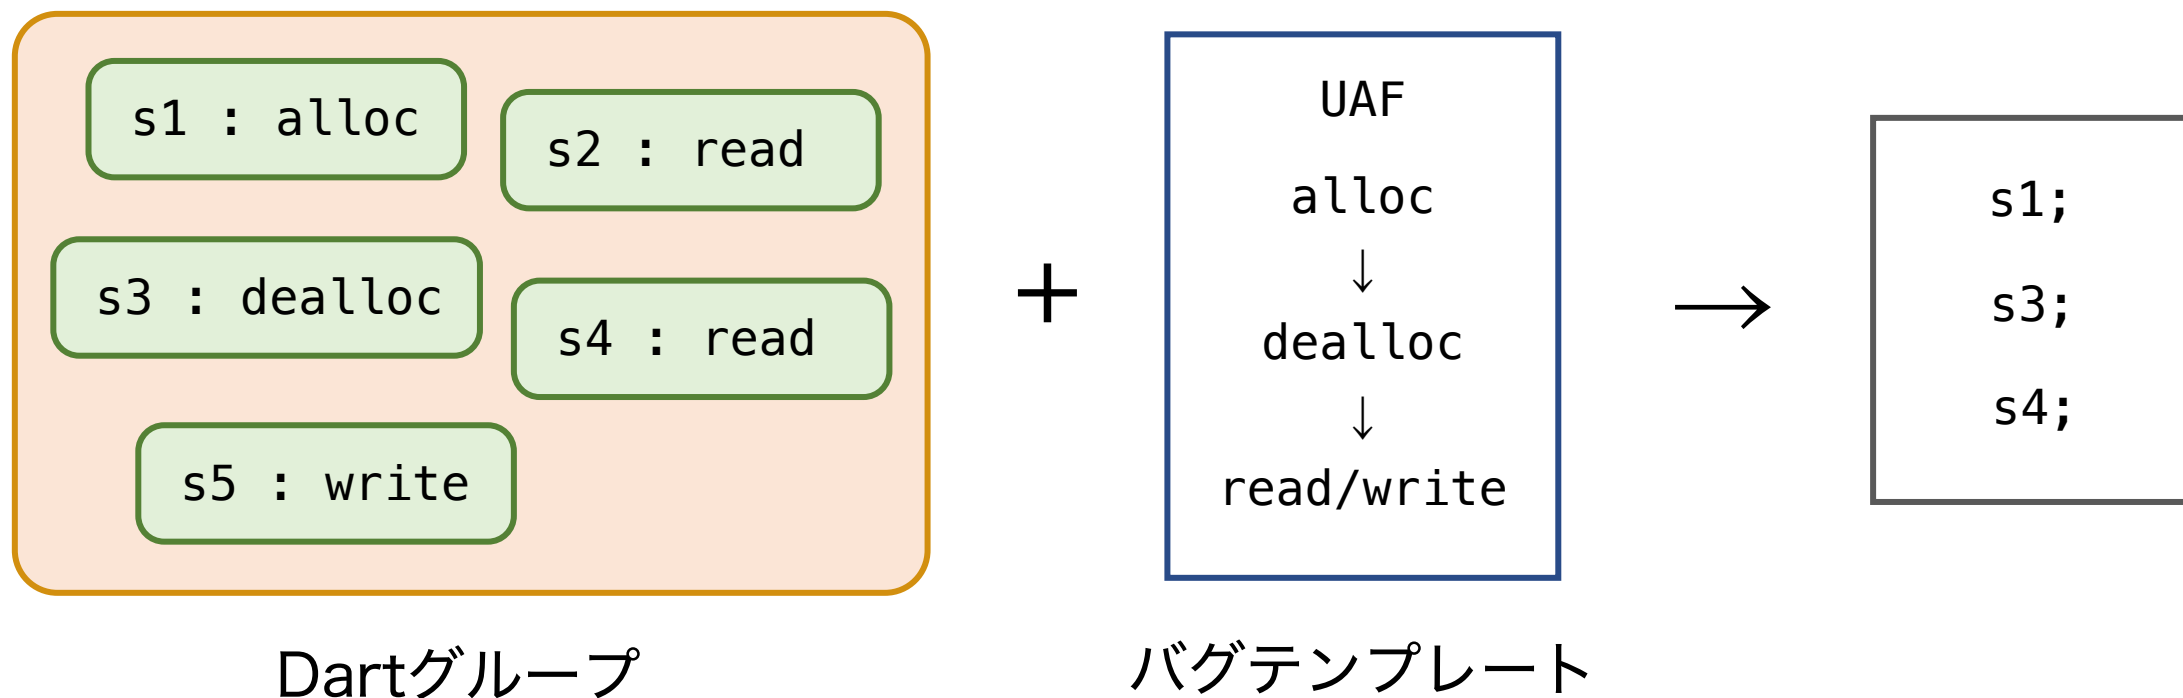 s1 : alloc
s2 : read
s3 : dealloc
s4 : read
s5 : write
Dartグループ
+
UAF
alloc
↓
dealloc
↓
read/write
バグテンプレート
→
s1;
s3;
s4;